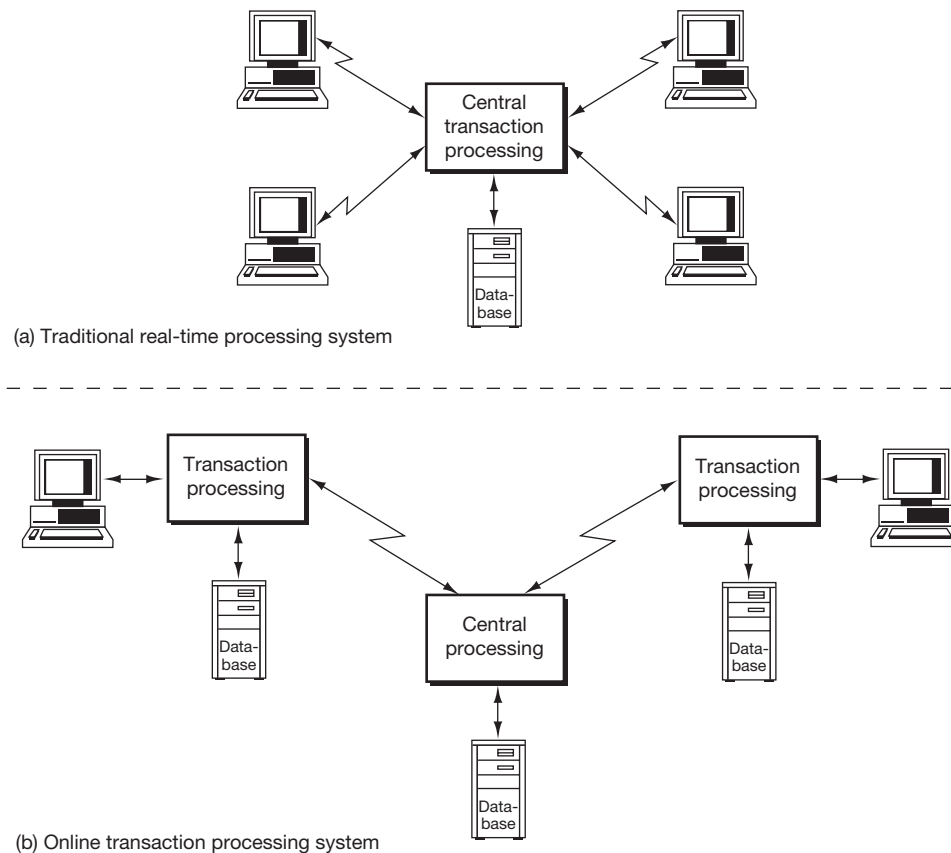 Central
transaction
processing
Data-
base
(a) Traditional real-time processing system
Transaction
processing
Transaction
processing
Data-
base
Central
processing
Data-
base
Data-
base
(b) Online transaction processing system